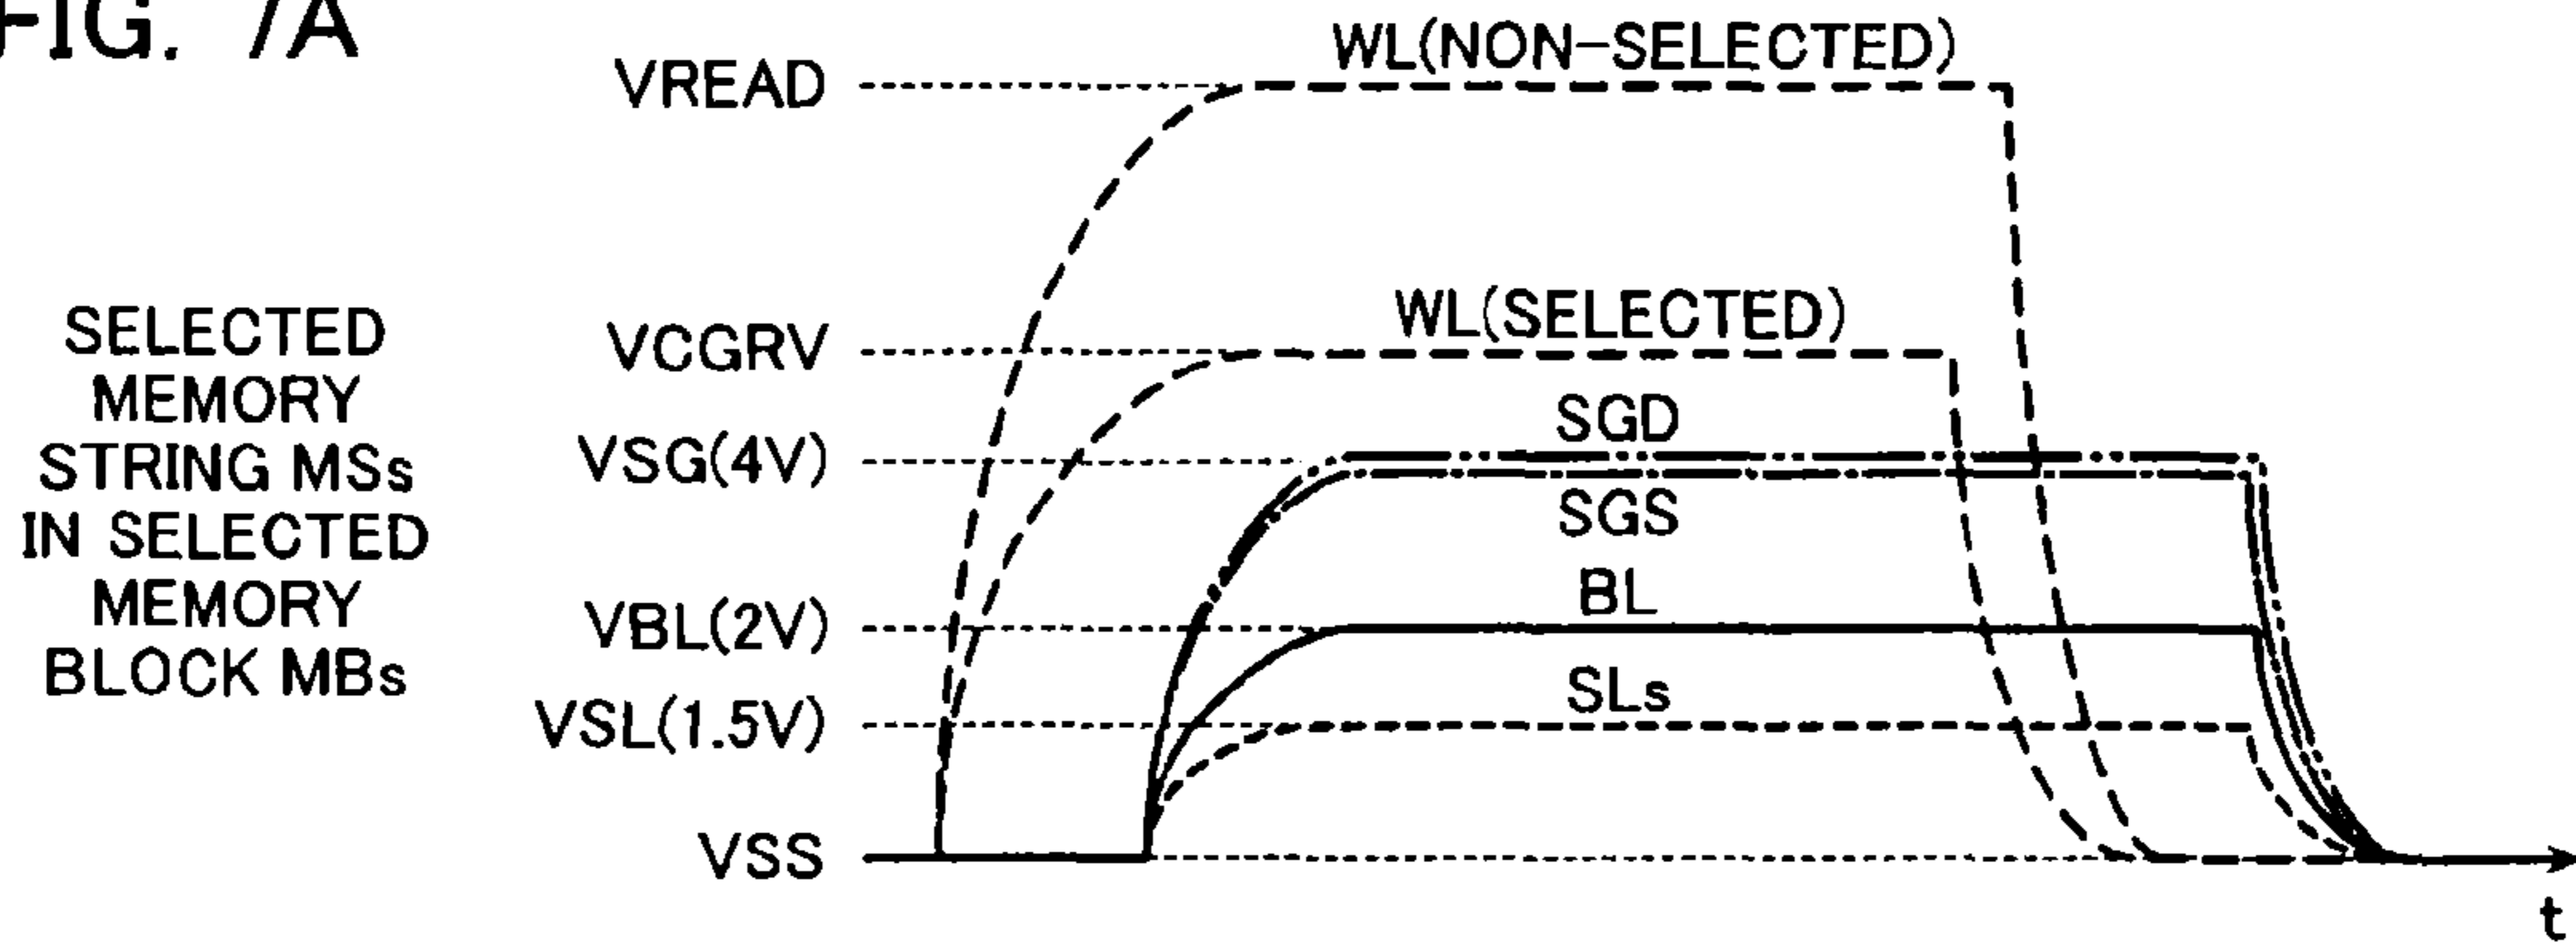 FIG. 7A
WL(NON-SELECTED)
VREAD
WL(SELECTED)
VCGRV
SELECTED
MEMORY
STRING MSs
IN SELECTED
MEMORY
BLOCK MBs
SGD
VSG(4V)
SGS
BL
VBL(2V)
SLs
VSL(1.5V)
VSS
t